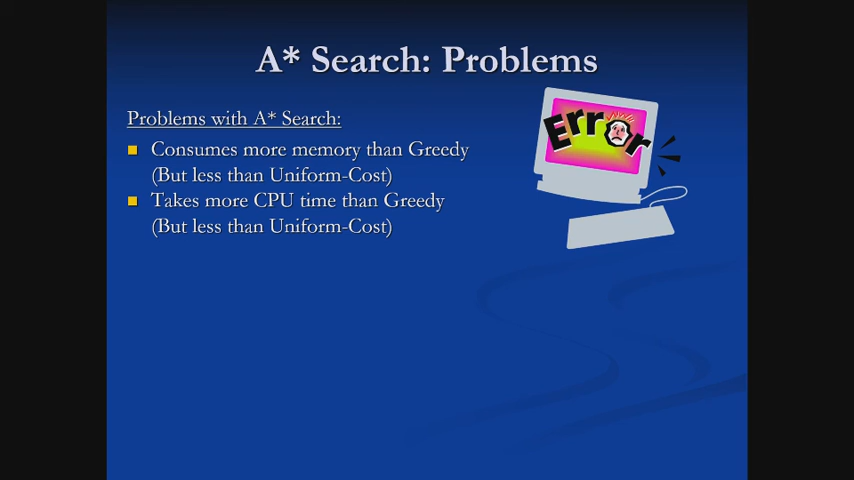 A* Search: Problems
Problems with A* Search:
Consumes more memory than Greedy
(But less than Uniform-Cost)
Takes more CPU time than Greedy
(But less than Uniform-Cost)
Error